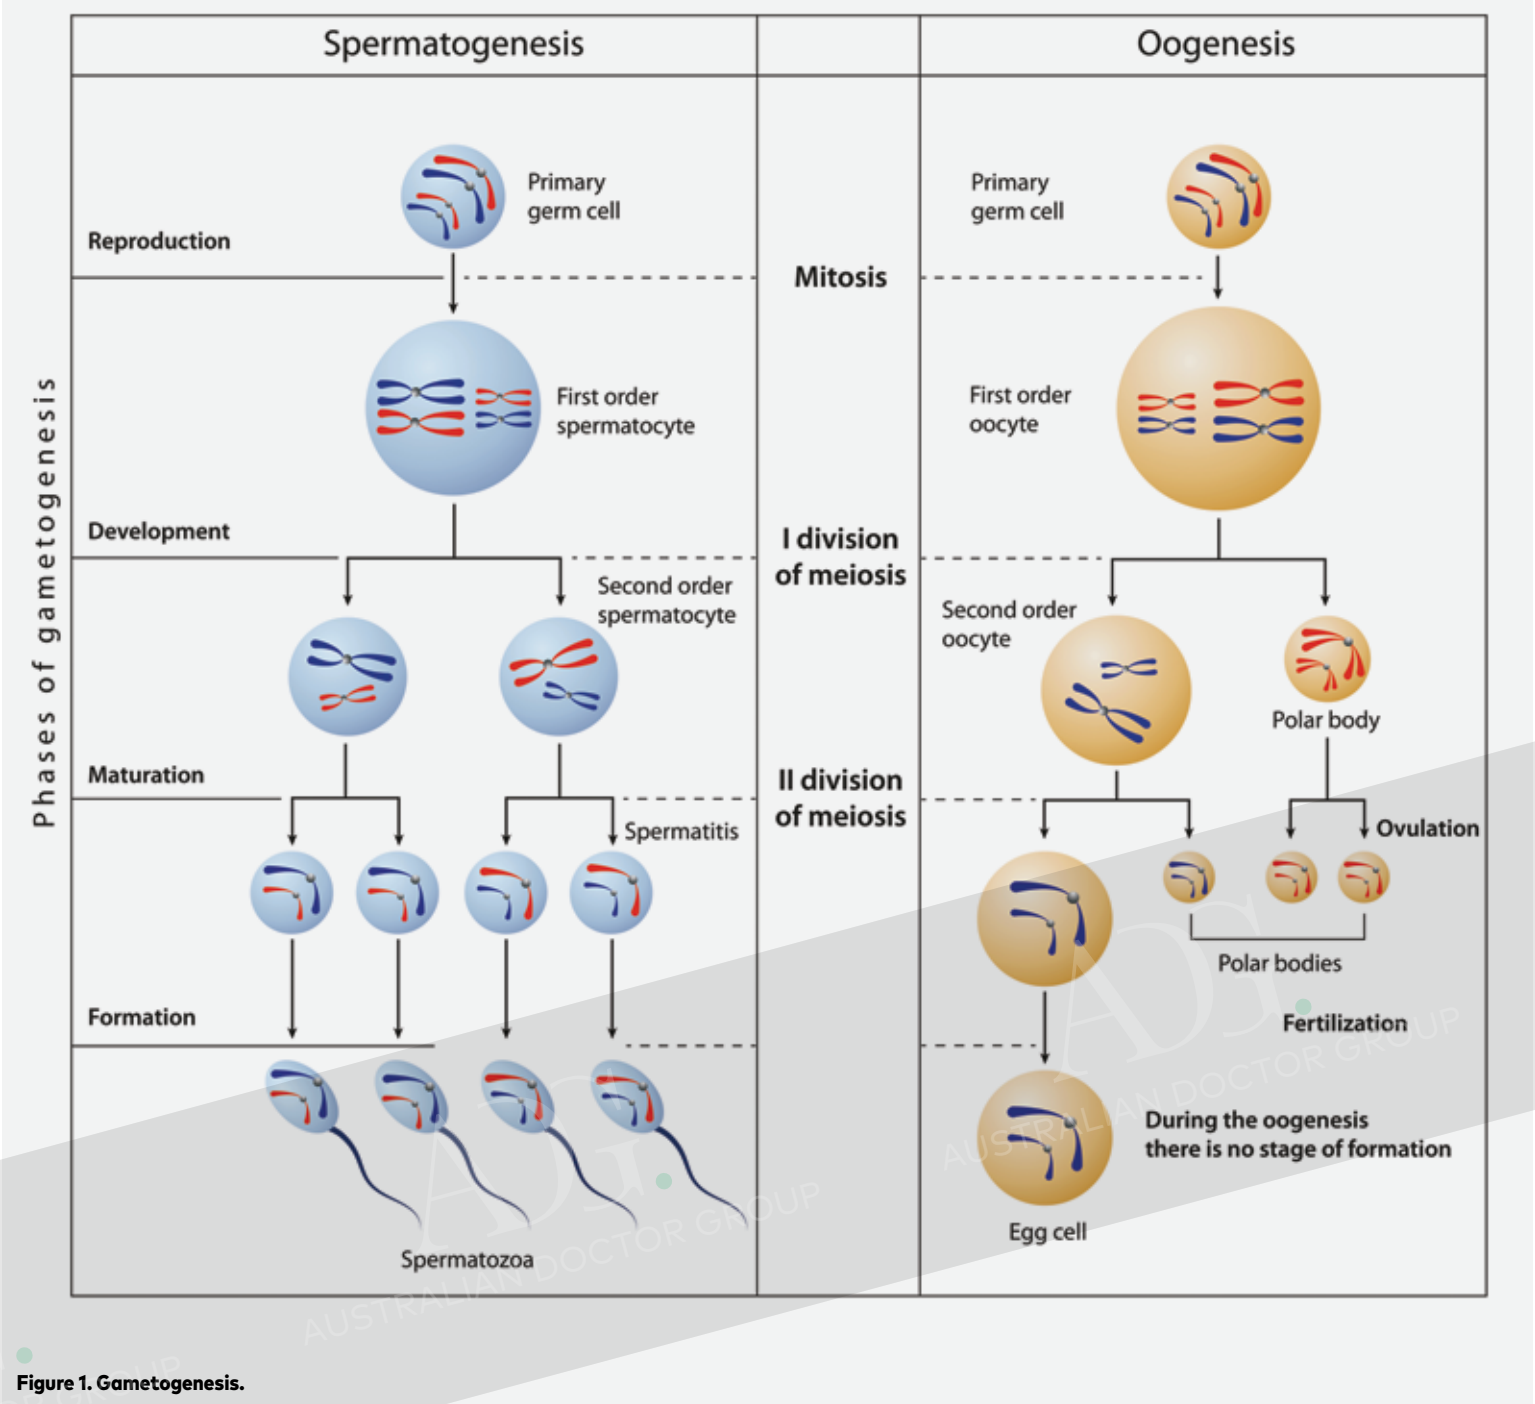 Spermatogenesis
Oogenesis
Phases of gametogenesis
Primary
germ cell
Primary
germ cell
Reproduction
Mitosis
First order
spermatocyte
First order
oocyte
Development
I division
of meiosis
Second order
spermatocyte
Second order
oocyte
Polar body
Maturation
II division
of meiosis
Spermatitis
Ovulation
Polar bodies
Formation
Fertilization
During the oogenesis
there is no stage of formation
Egg cell
Spermatozoa
ADG.
AUSTRALIAN DOCTOR GROUP
ADG.
AUSTRALIAN DOCTOR GROUP
GROUP
Figure 1. Gametogenesis.